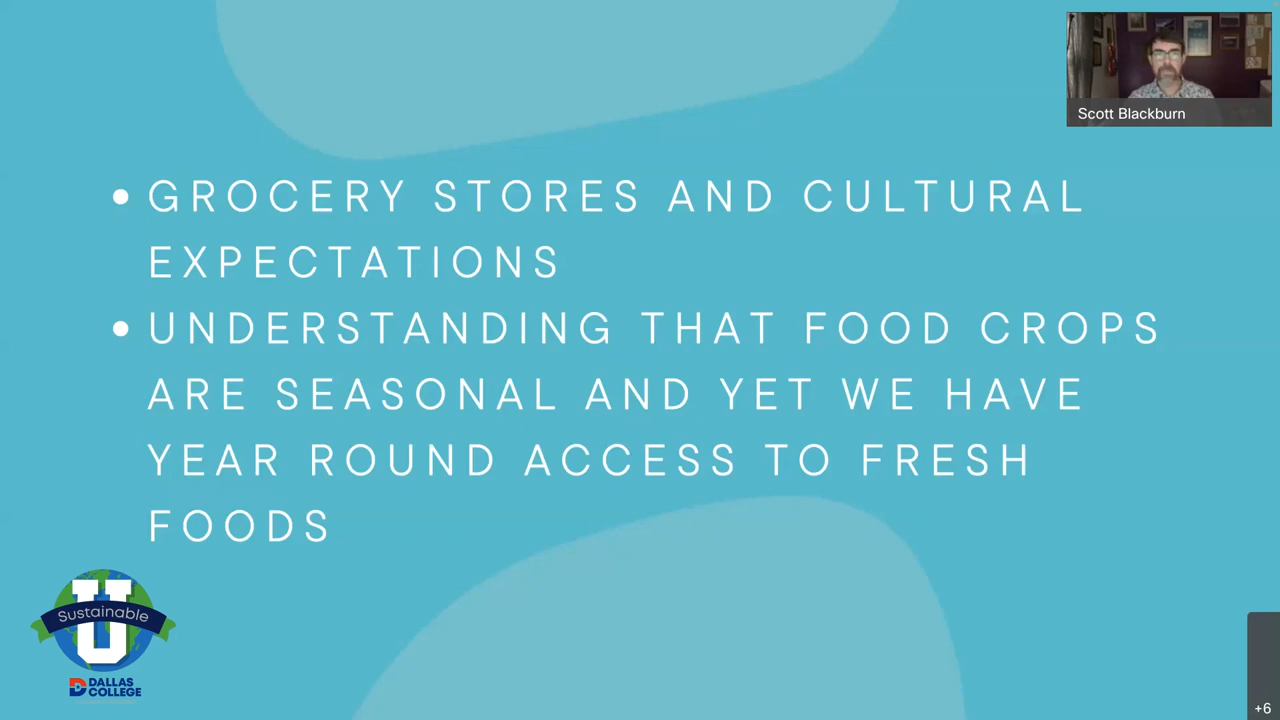 Scott Blackburn
• GROCERY STORES AND CULTURAL
EXPECTATIONS
• UNDERSTANDING THAT FOOD CROPS
ARE SEASONAL AND YET WE HAVE
YEAR ROUND ACCESS TO FRESH
FOODS
U
Sustainable
DALLAS
COLLEGE
+6